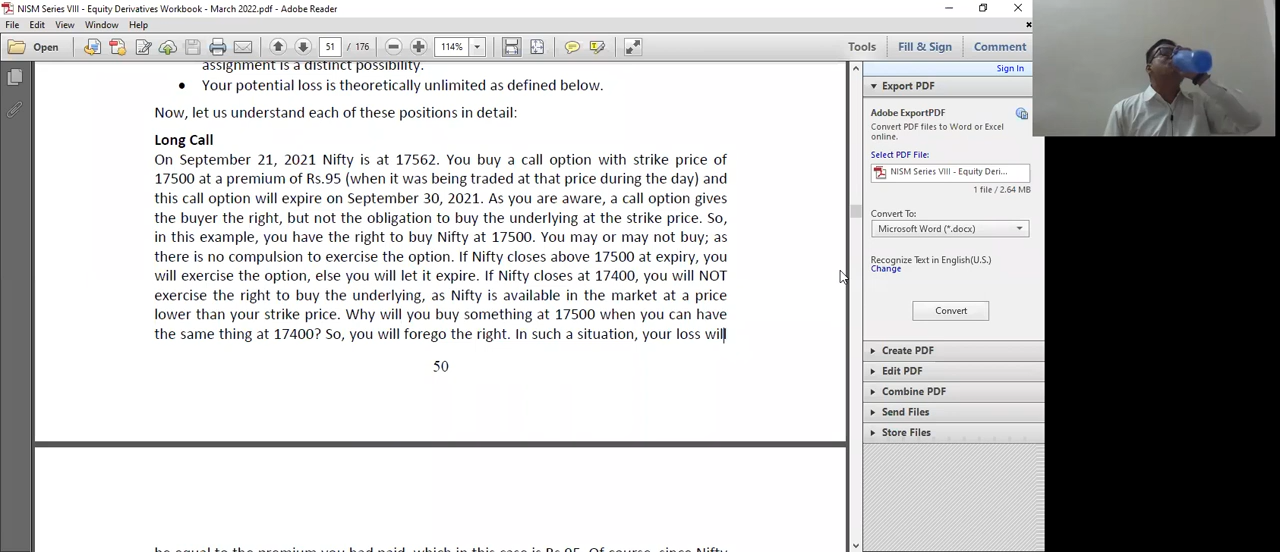 NISM Series VIII - Equity Derivatives Workbook - March 2022.pdf - Adobe Reader
File Edit View Window Help
Open 51 / 176 114% Tools Fill & Sign Comment
Sign In
Export PDF
Adobe ExportPDF
Convert PDF files to Word or Excel
online.
Select PDF File:
NISM Series VIII - Equity Deri...
1 file / 2.64 MB
Convert To:
Microsoft Word (*.docx)
Recognize Text in English(U.S.)
Change
Convert
Create PDF
Edit PDF
Combine PDF
Send Files
Store Files
assignment is a distinct possibility.
• Your potential loss is theoretically unlimited as defined below.
Now, let us understand each of these positions in detail:
Long Call
On September 21, 2021 Nifty is at 17562. You buy a call option with strike price of
17500 at a premium of Rs.95 (when it was being traded at that price during the day) and
this call option will expire on September 30, 2021. As you are aware, a call option gives
the buyer the right, but not the obligation to buy the underlying at the strike price. So,
in this example, you have the right to buy Nifty at 17500. You may or may not buy; as
there is no compulsion to exercise the option. If Nifty closes above 17500 at expiry, you
will exercise the option, else you will let it expire. If Nifty closes at 17400, you will NOT
exercise the right to buy the underlying, as Nifty is available in the market at a price
lower than your strike price. Why will you buy something at 17500 when you can have
the same thing at 17400? So, you will forego the right. In such a situation, your loss will
50
be equal to the premium you had paid, which in this case is Rs.95. Of course, since Nifty